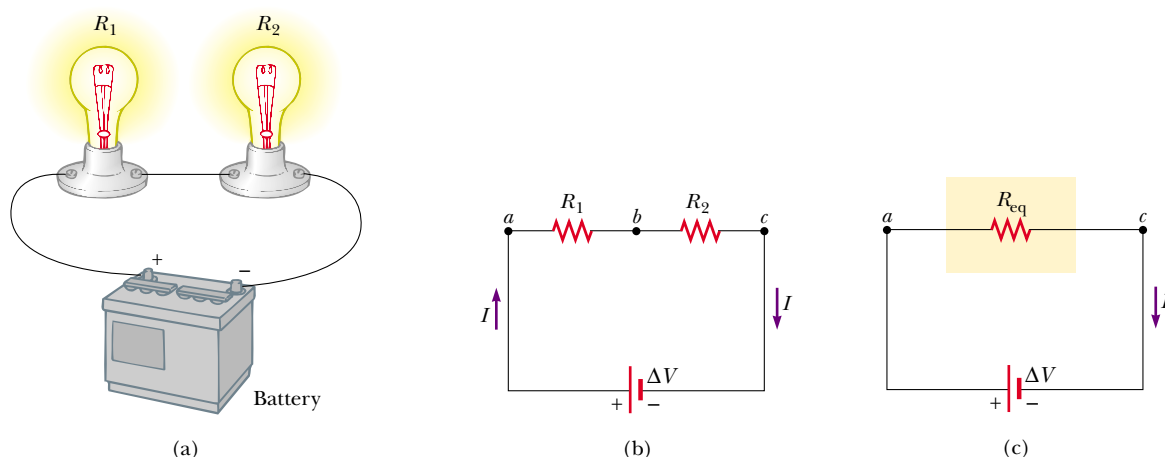 R1 R2
+ −
Battery
(a)
a R1 b R2 c
I I
ΔV
+ −
(b)
a Req c
I
ΔV
+ −
(c)